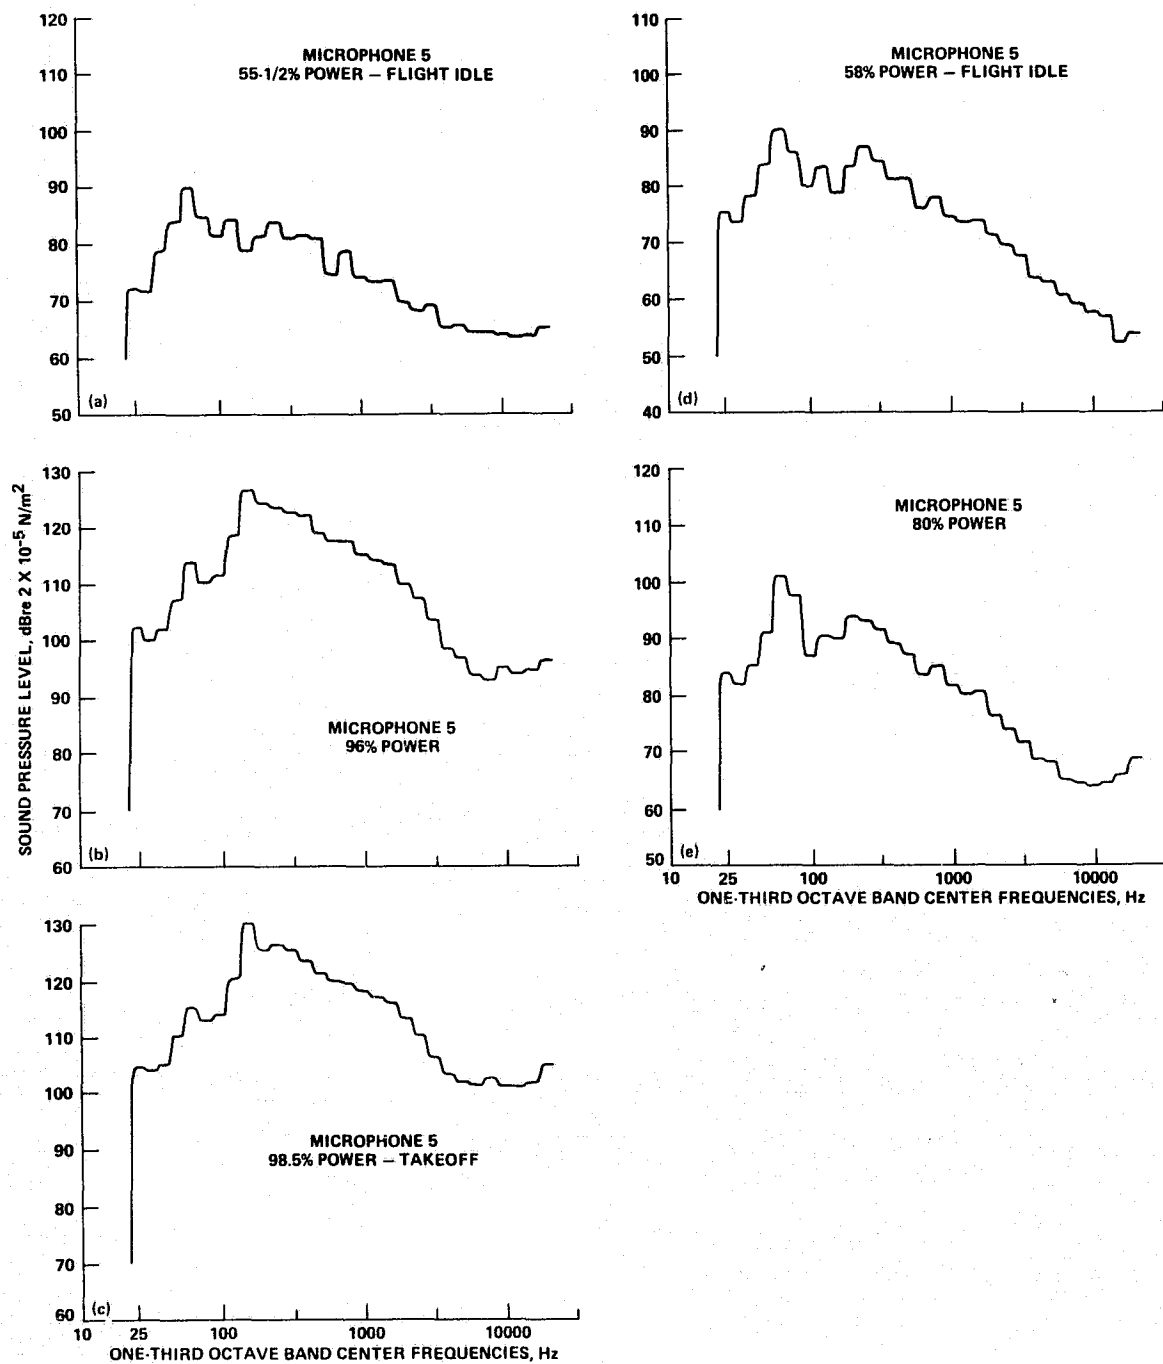 SOUND PRESSURE LEVEL, dBre 2 X 10⁻⁵ N/m²
120
110
100
90
80
70
60
50
MICROPHONE 5
55-1/2% POWER – FLIGHT IDLE
(a)
130
120
110
100
90
80
70
60
MICROPHONE 5
96% POWER
(b)
130
120
110
100
90
80
70
60
MICROPHONE 5
98.5% POWER – TAKEOFF
(c)
10 25 100 1000 10000
ONE-THIRD OCTAVE BAND CENTER FREQUENCIES, Hz
110
100
90
80
70
60
50
40
MICROPHONE 5
58% POWER – FLIGHT IDLE
(d)
120
110
100
90
80
70
60
50
MICROPHONE 5
80% POWER
(e)
10 25 100 1000 10000
ONE-THIRD OCTAVE BAND CENTER FREQUENCIES, Hz